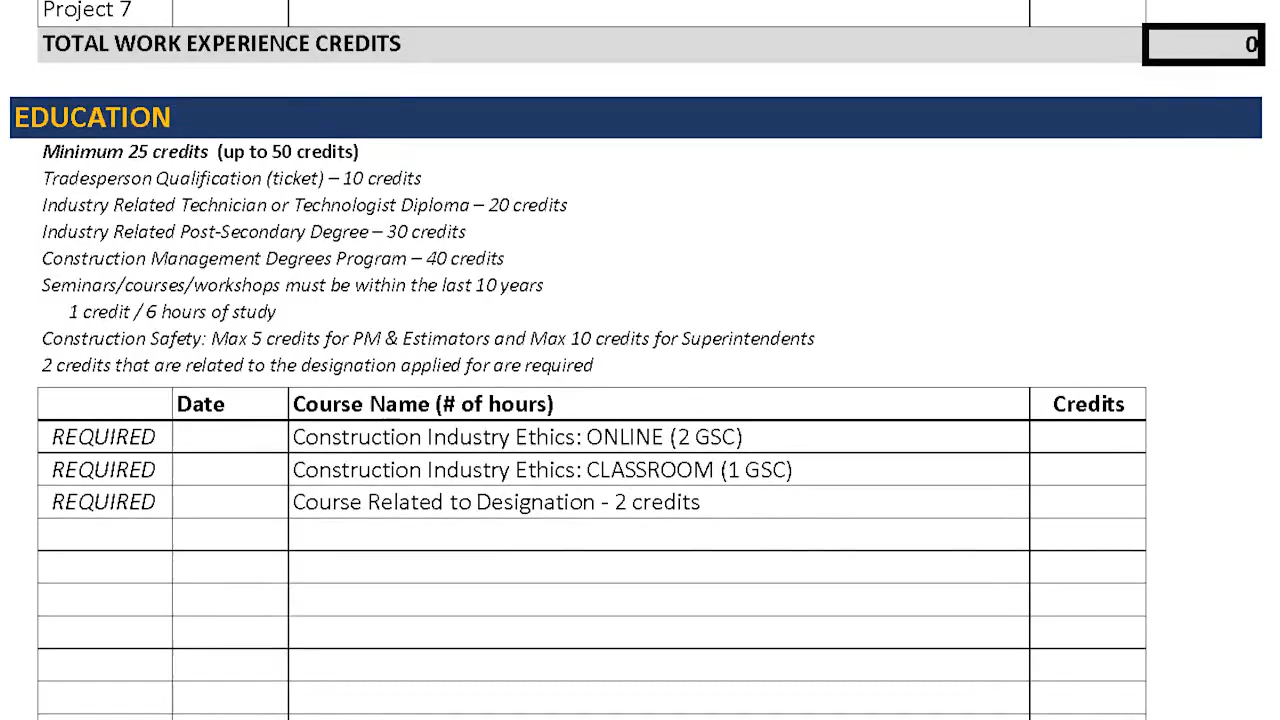 Project 7
TOTAL WORK EXPERIENCE CREDITS 0
EDUCATION
Minimum 25 credits (up to 50 credits)
Tradesperson Qualification (ticket) – 10 credits
Industry Related Technician or Technologist Diploma – 20 credits
Industry Related Post-Secondary Degree – 30 credits
Construction Management Degrees Program – 40 credits
Seminars/courses/workshops must be within the last 10 years
1 credit / 6 hours of study
Construction Safety: Max 5 credits for PM & Estimators and Max 10 credits for Superintendents
2 credits that are related to the designation applied for are required
Date Course Name (# of hours) Credits
REQUIRED Construction Industry Ethics: ONLINE (2 GSC)
REQUIRED Construction Industry Ethics: CLASSROOM (1 GSC)
REQUIRED Course Related to Designation - 2 credits